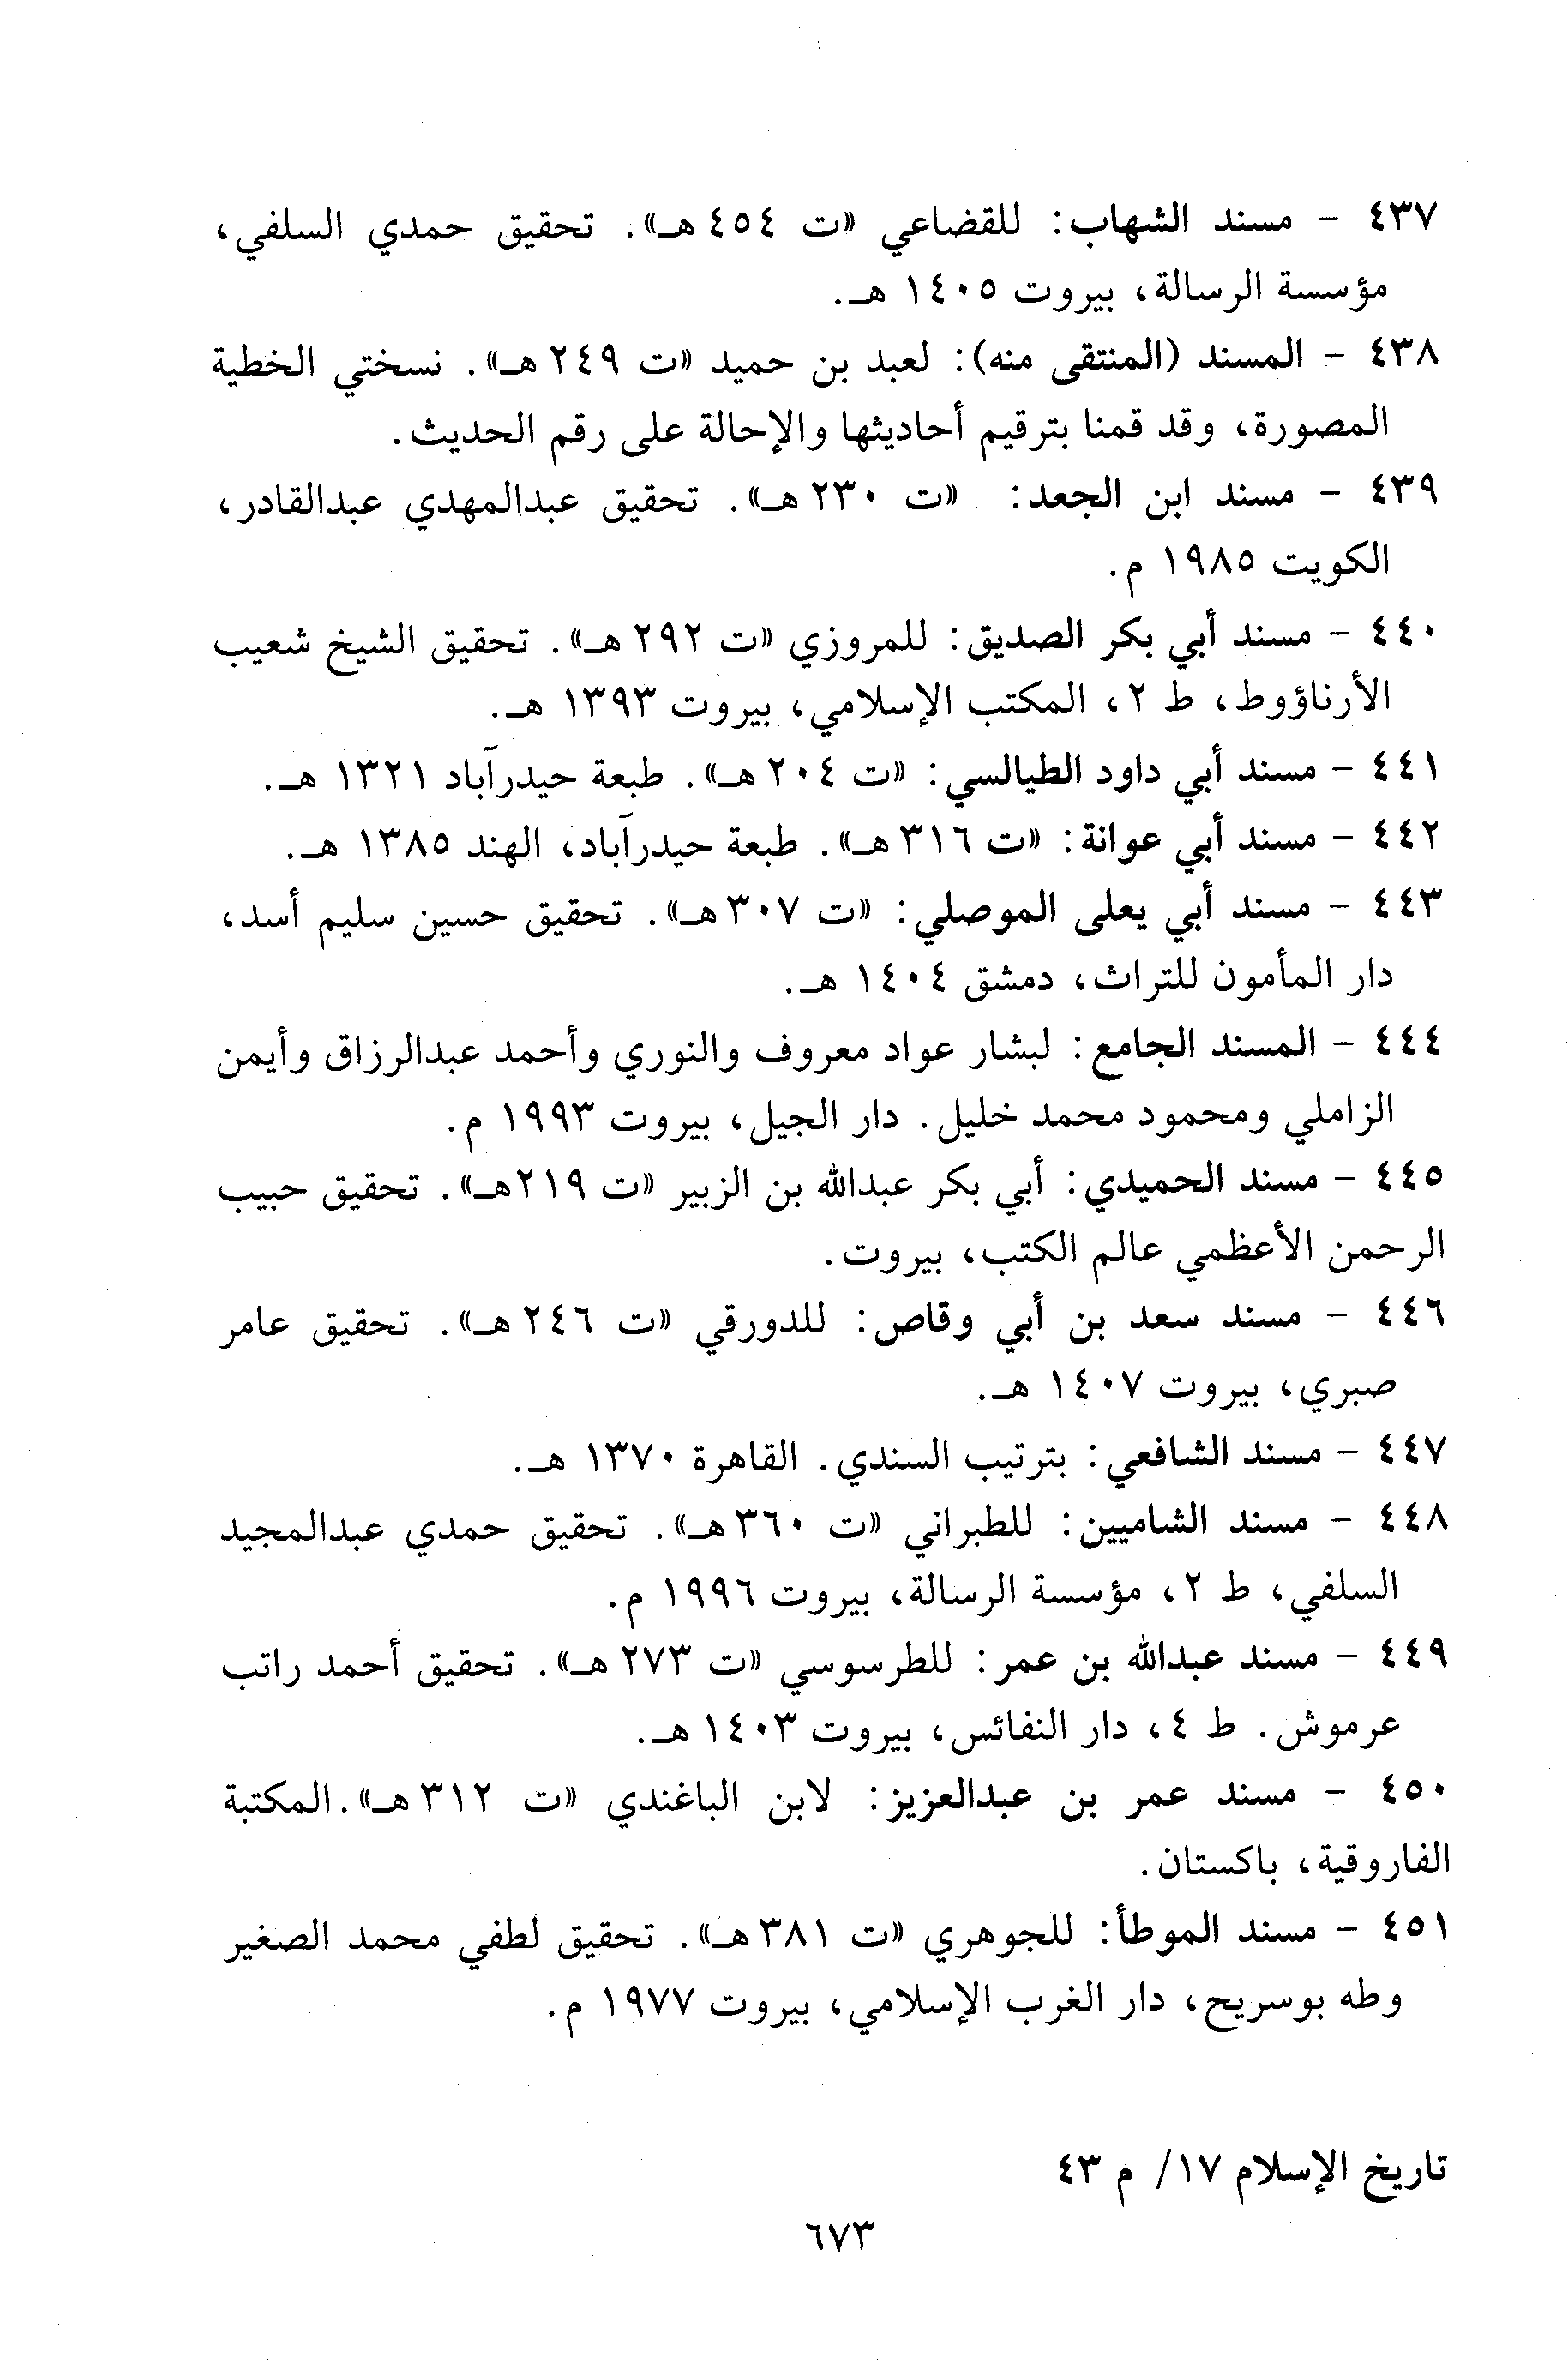 ٤٣٧ - مسند الشهاب: للقضاعي «ت ٤٥٤ هـ». تحقيق حمدي السلفي،
مؤسسة الرسالة، بيروت ١٤٠٥ هـ.
٤٣٨ - المسند (المنتقى منه): لعبد بن حميد «ت ٢٤٩ هـ». نسختي الخطية
المصورة، وقد قمنا بترقيم أحاديثها والإحالة على رقم الحديث.
٤٣٩ - مسند ابن الجعد: «ت ٢٣٠ هـ». تحقيق عبدالمهدي عبدالقادر،
الكويت ١٩٨٥ م.
٤٤٠ - مسند أبي بكر الصديق: للمروزي «ت ٢٩٢ هـ». تحقيق الشيخ شعيب
الأرناؤوط، ط ٢، المكتب الإسلامي، بيروت ١٣٩٣ هـ.
٤٤١ - مسند أبي داود الطيالسي: «ت ٢٠٤ هـ». طبعة حيدرآباد ١٣٢١ هـ.
٤٤٢ - مسند أبي عوانة: «ت ٣١٦ هـ». طبعة حيدرآباد، الهند ١٣٨٥ هـ.
٤٤٣ - مسند أبي يعلى الموصلي: «ت ٣٠٧ هـ». تحقيق حسين سليم أسد،
دار المأمون للتراث، دمشق ١٤٠٤ هـ.
٤٤٤ - المسند الجامع: لبشار عواد معروف والنوري وأحمد عبدالرزاق وأيمن
الزاملي ومحمود محمد خليل. دار الجيل، بيروت ١٩٩٣ م.
٤٤٥ - مسند الحميدي: أبي بكر عبدالله بن الزبير «ت ٢١٩هـ». تحقيق حبيب
الرحمن الأعظمي عالم الكتب، بيروت.
٤٤٦ - مسند سعد بن أبي وقاص: للدورقي «ت ٢٤٦ هـ». تحقيق عامر
صبري، بيروت ١٤٠٧ هـ.
٤٤٧ - مسند الشافعي: بترتيب السندي. القاهرة ١٣٧٠ هـ.
٤٤٨ - مسند الشاميين: للطبراني «ت ٣٦٠ هـ». تحقيق حمدي عبدالمجيد
السلفي، ط ٢، مؤسسة الرسالة، بيروت ١٩٩٦ م.
٤٤٩ - مسند عبدالله بن عمر: للطرسوسي «ت ٢٧٣ هـ». تحقيق أحمد راتب
عرموش. ط ٤، دار النفائس، بيروت ١٤٠٣ هـ.
٤٥٠ - مسند عمر بن عبدالعزيز: لابن الباغندي «ت ٣١٢ هـ». المكتبة
الفاروقية، باكستان.
٤٥١ - مسند الموطأ: للجوهري «ت ٣٨١ هـ». تحقيق لطفي محمد الصغير
وطه بوسريح، دار الغرب الإسلامي، بيروت ١٩٧٧ م.
تاريخ الإسلام ١٧/ م ٤٣
٦٧٣